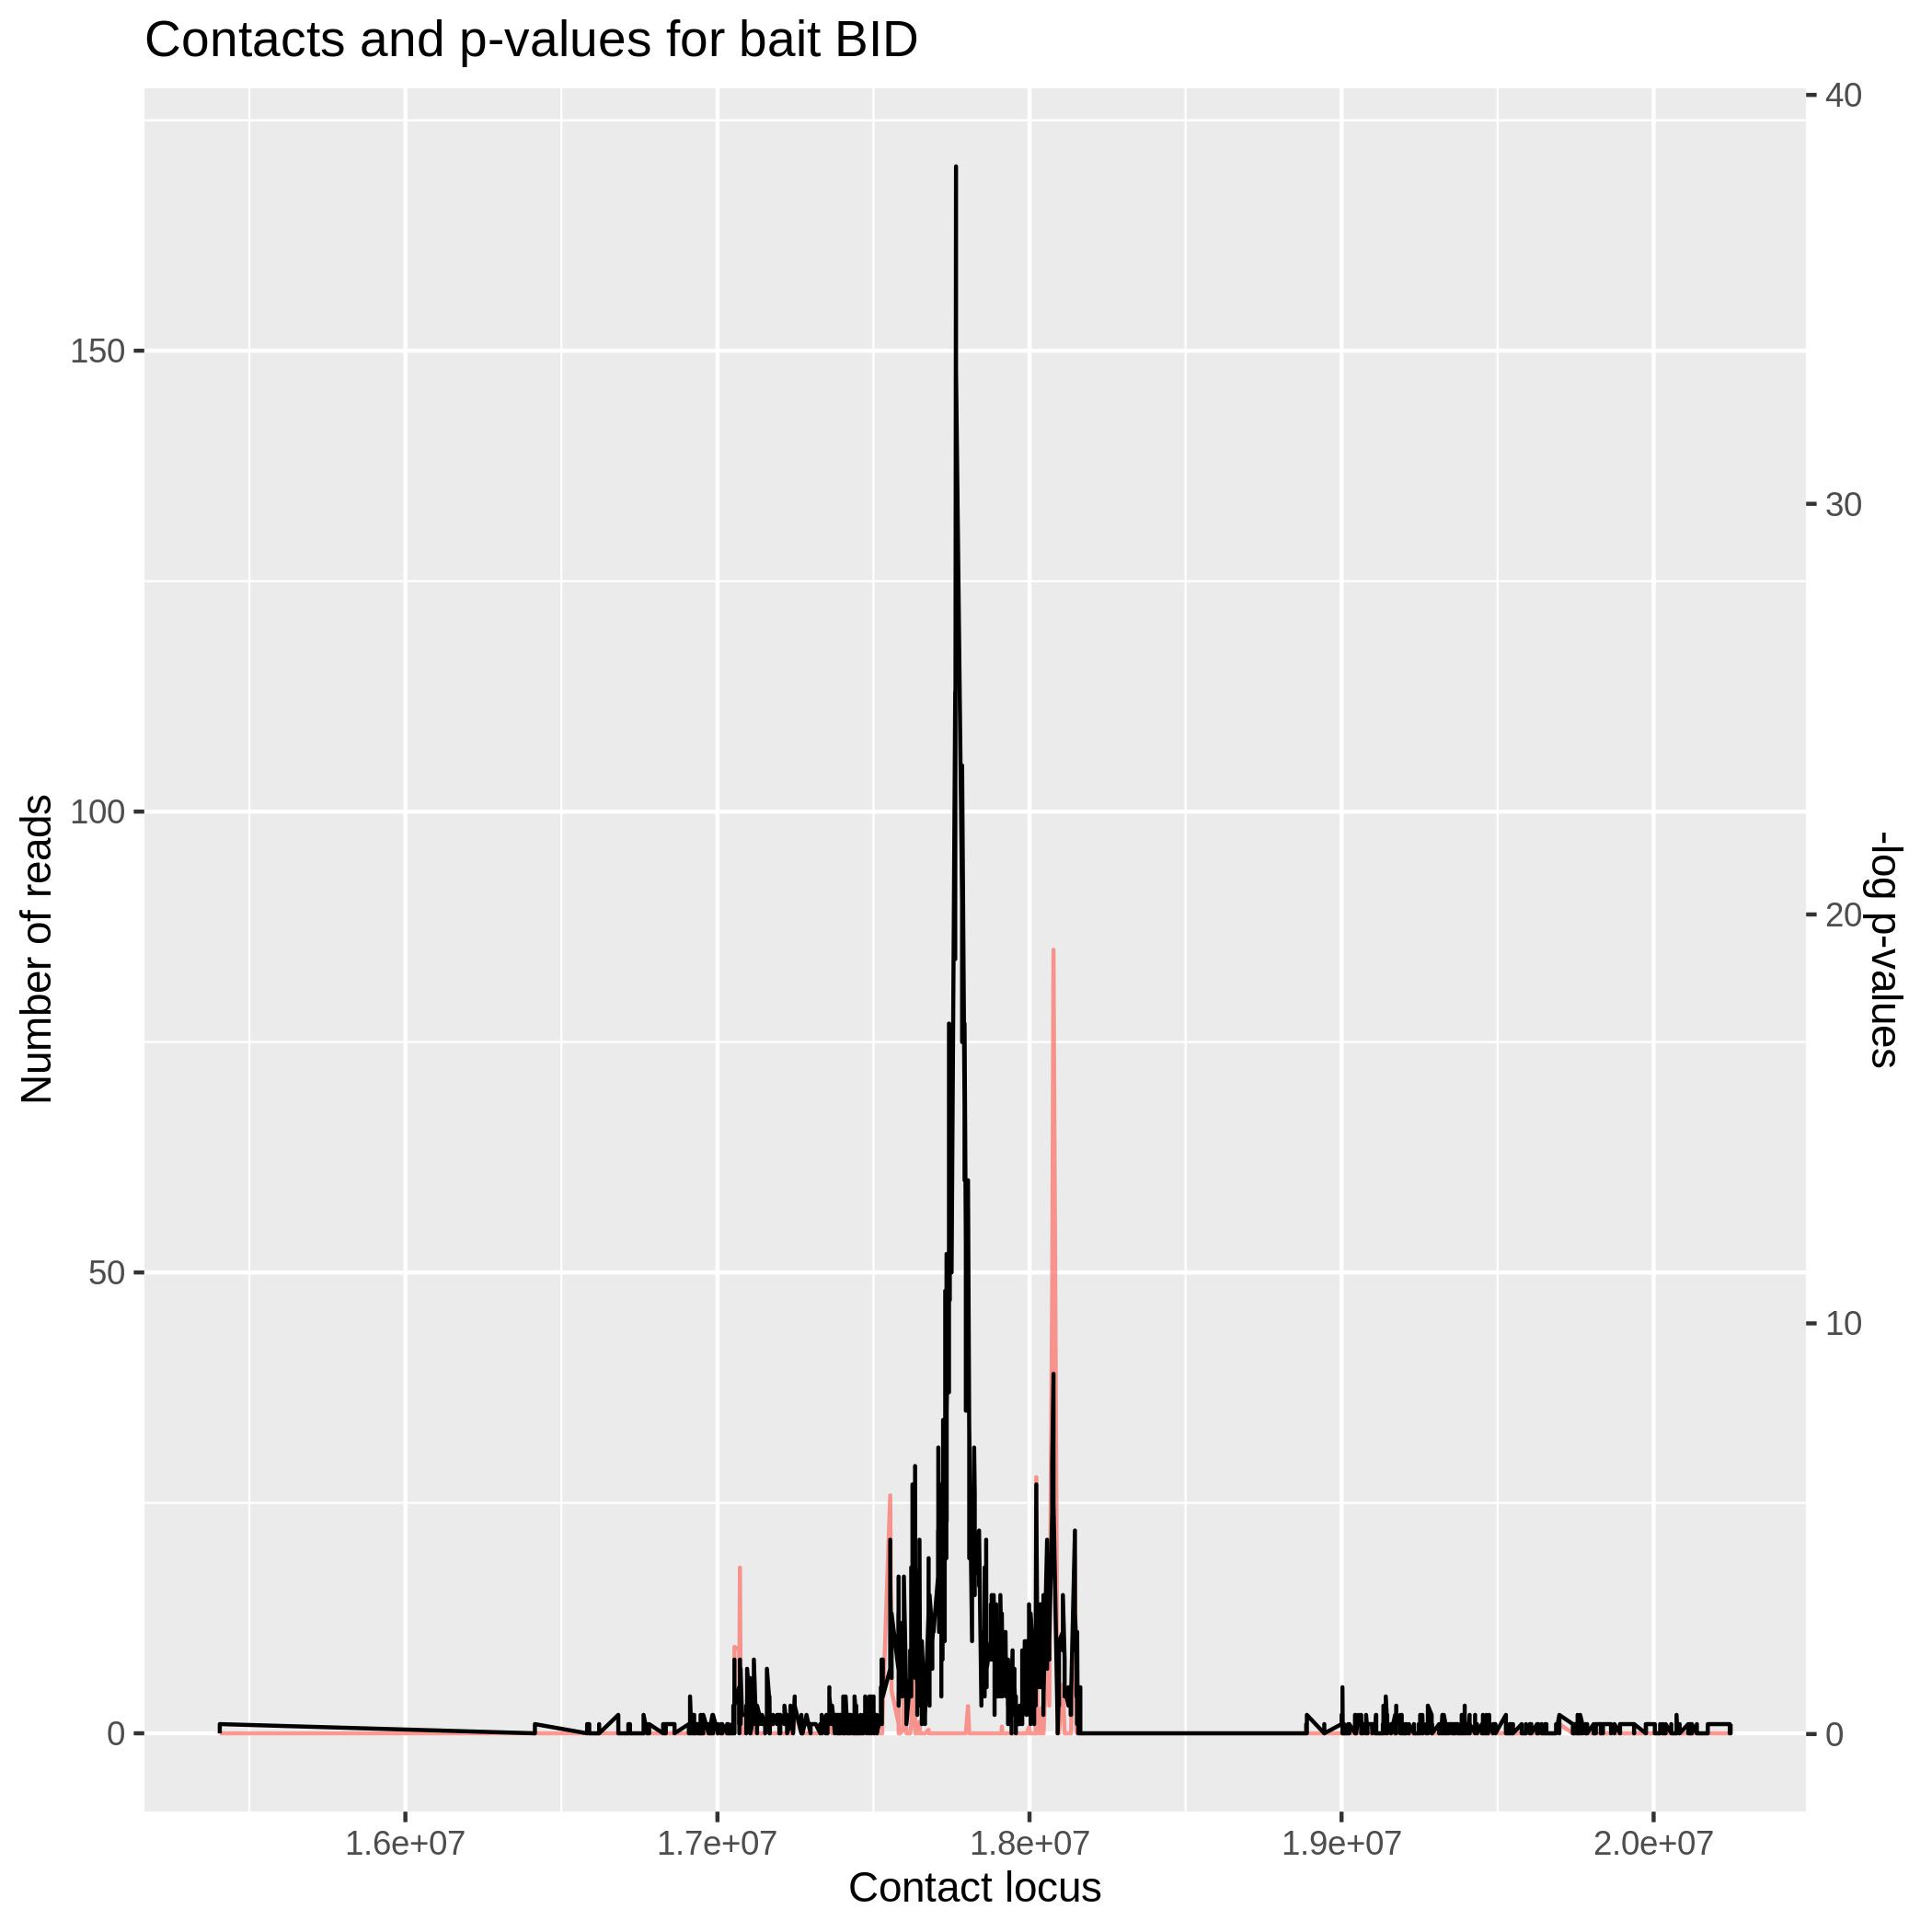 Contacts and p-values for bait BID
40
150
30
100
20
50
10
0
0
Number of reads
-log p-values
1.6e+07
1.7e+07
1.8e+07
1.9e+07
2.0e+07
Contact locus